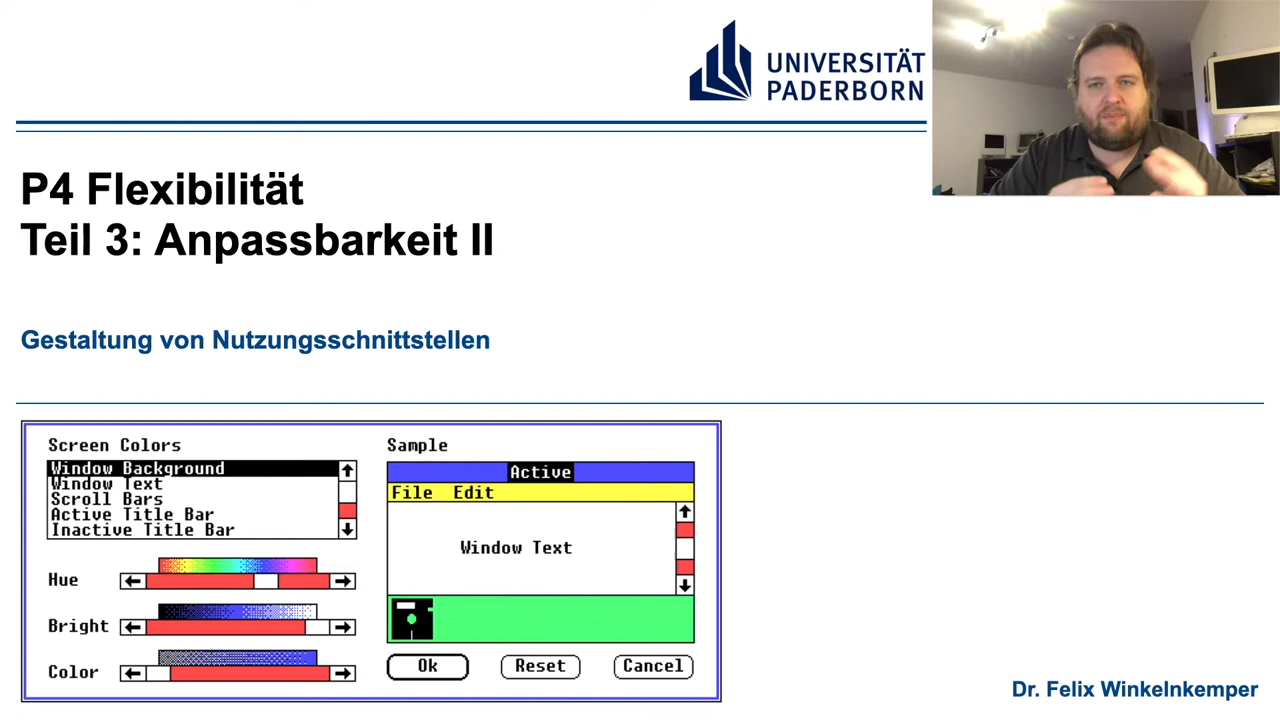 UNIVERSITÄT
PADERBORN
P4 Flexibilität
Teil 3: Anpassbarkeit II
Gestaltung von Nutzungsschnittstellen
Screen Colors
Window Background
Window Text
Scroll Bars
Active Title Bar
Inactive Title Bar
Hue
Bright
Color
Sample
Active
File Edit
Window Text
Ok Reset Cancel
Dr. Felix Winkelnkemper